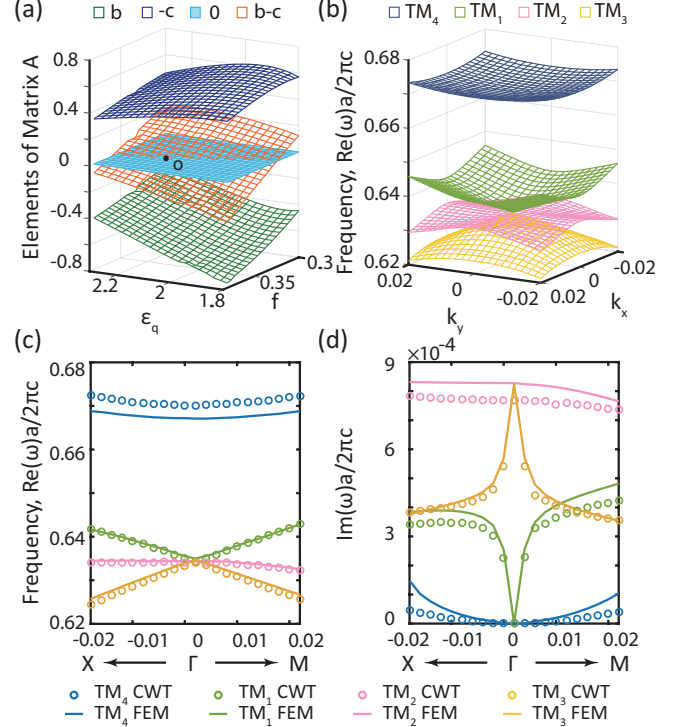 (a) b -c 0 b-c
Elements of Matrix A
0.8
0.4
0
-0.4
-0.8
O
2.2 2 1.8
ε_q
0.3
0.35
f
(b) TM₄ TM₁ TM₂ TM₃
Frequency, Re(ω)a/2πc
0.68
0.66
0.64
0.62
0.02 0 -0.02
k_y
-0.02
0
0.02
k_x
(c)
Frequency, Re(ω)a/2πc
0.68
0.66
0.64
0.62
-0.02 -0.01 0 0.01 0.02
X Γ M
(d)
×10⁻⁴
Im(ω)a/2πc
9
6
3
0
-0.02 -0.01 0 0.01 0.02
X Γ M
TM₄ CWT TM₁ CWT TM₂ CWT TM₃ CWT
TM₄ FEM TM₁ FEM TM₂ FEM TM₃ FEM